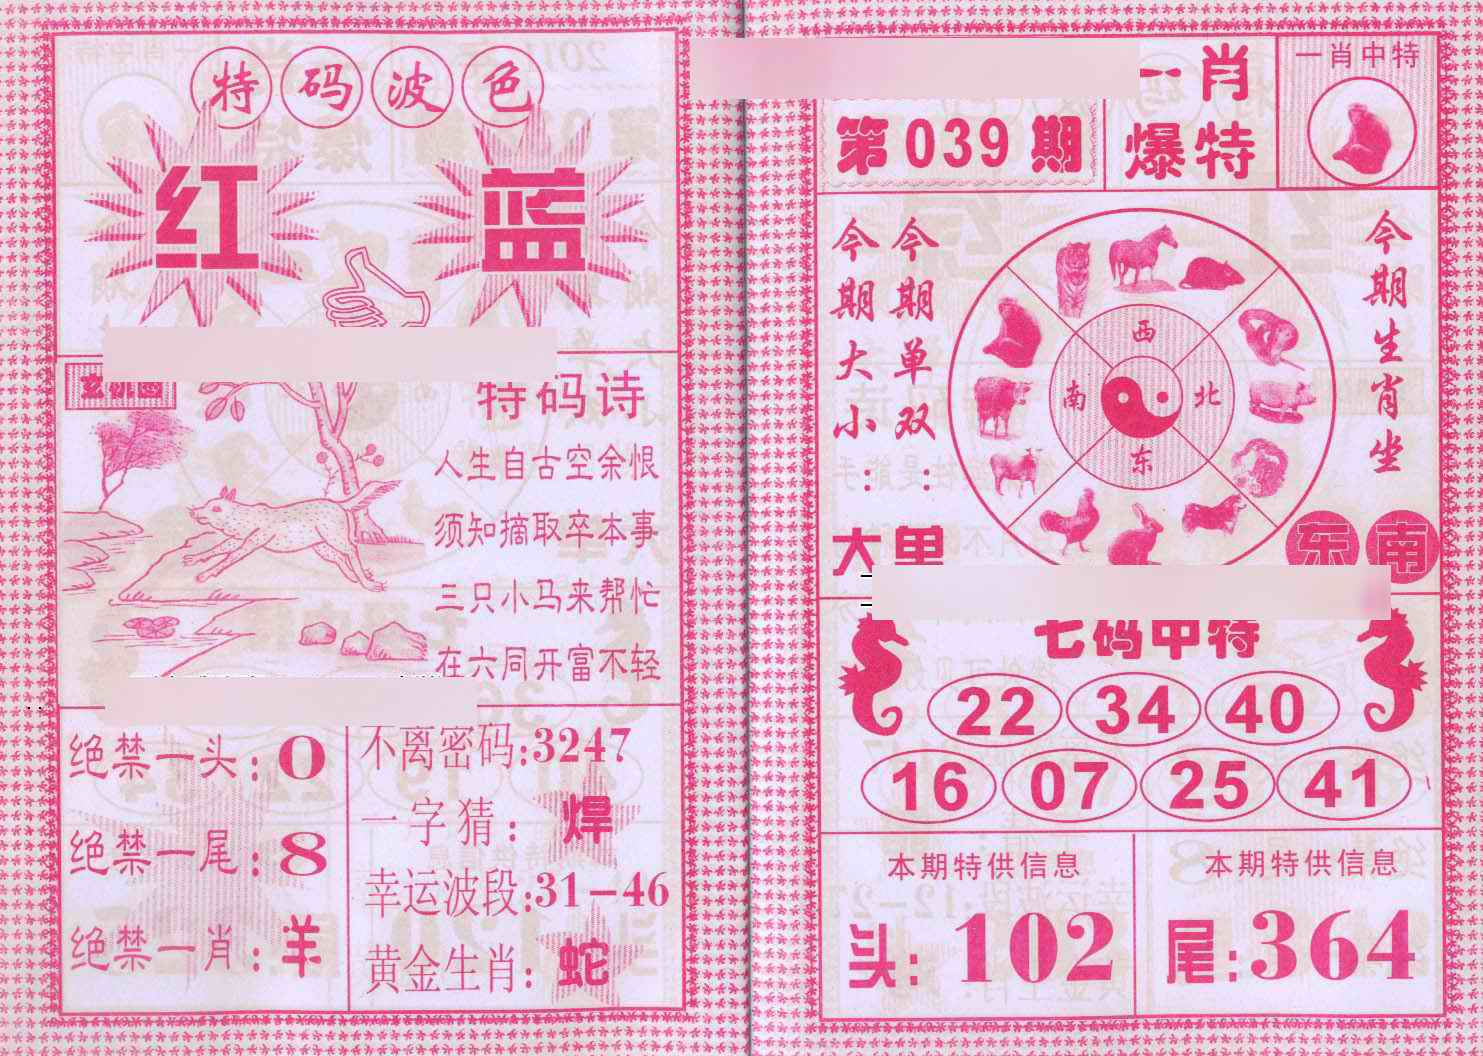 特码波色
红 蓝
玄机图
特码诗
人生自古空余恨
须知摘取卒本事
三只小马来帮忙
在六同开富不轻
绝禁一头:0
绝禁一尾:8
绝禁一肖:羊
不离密码:3247
一字猜:焊
幸运波段:31-46
黄金生肖:蛇
第039期
一肖
爆特
一肖中特
今期大小:大
今期单双:单
西
南 北
东
今期生肖坐
东南
七码中特
22 34 40
16 07 25 41
本期特供信息
头:102
本期特供信息
尾:364